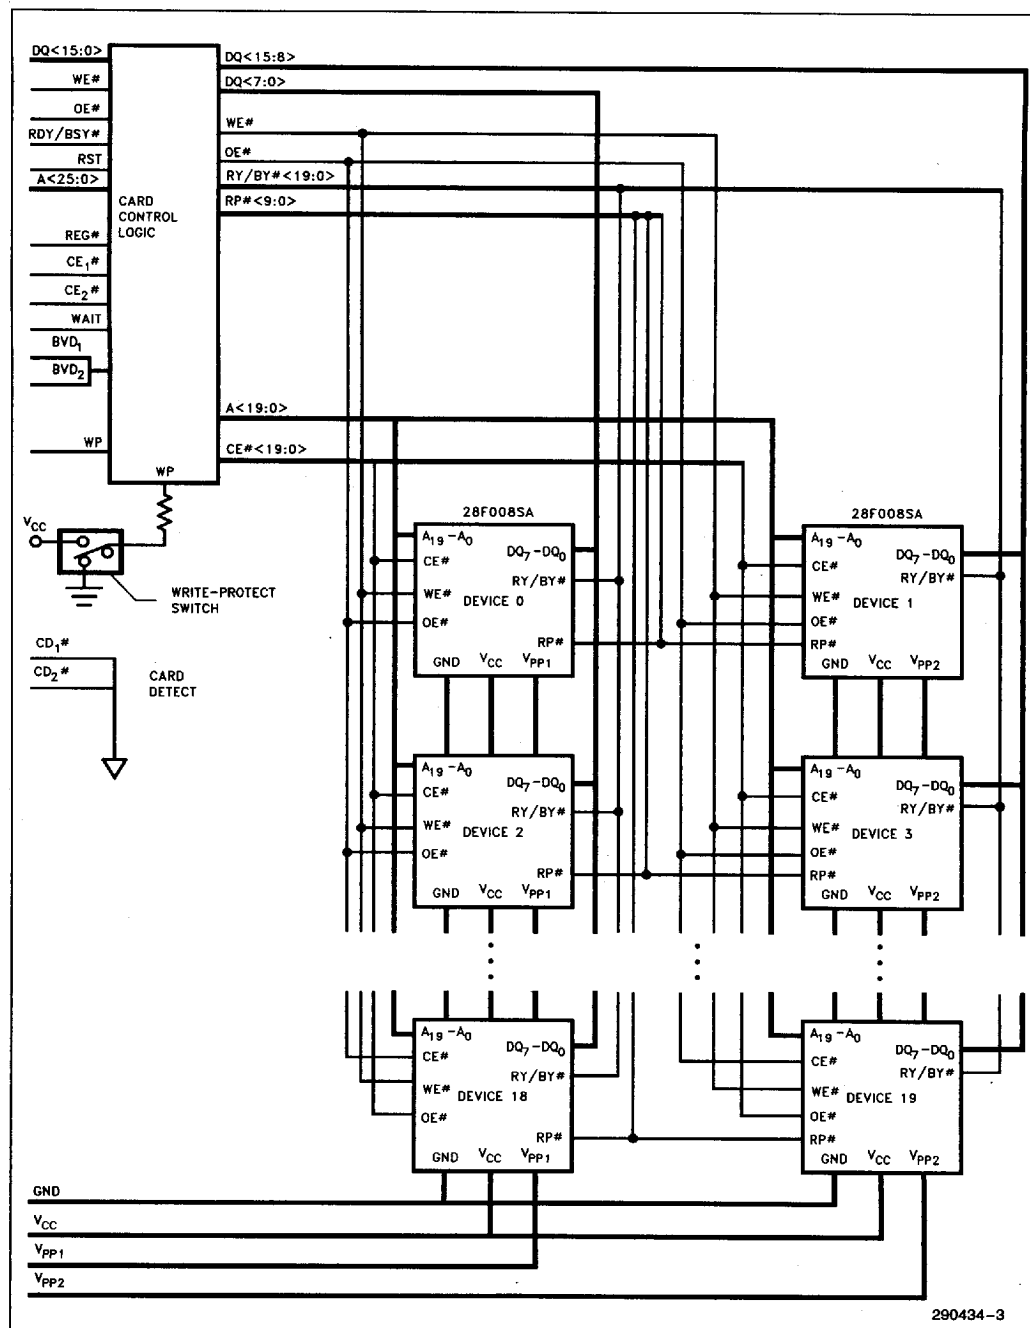 DQ<15:0>
WE#
OE#
RDY/BSY#
RST
A<25:0>
REG#
CE1#
CE2#
WAIT
BVD1
BVD2
WP
CARD
CONTROL
LOGIC
WP
DQ<15:8>
DQ<7:0>
WE#
OE#
RY/BY#<19:0>
RP#<9:0>
A<19:0>
CE#<19:0>
VCC
WRITE-PROTECT
SWITCH
CD1#
CD2#
CARD
DETECT
28F008SA
A19-A0
DQ7-DQ0
CE#
RY/BY#
WE#
DEVICE 0
OE#
RP#
GND VCC VPP1
28F008SA
A19-A0
DQ7-DQ0
CE#
RY/BY#
WE#
DEVICE 1
OE#
RP#
GND VCC VPP2
A19-A0
DQ7-DQ0
CE#
RY/BY#
WE#
DEVICE 2
OE#
RP#
GND VCC VPP1
A19-A0
DQ7-DQ0
CE#
RY/BY#
WE#
DEVICE 3
OE#
RP#
GND VCC VPP2
A19-A0
DQ7-DQ0
CE#
RY/BY#
WE#
DEVICE 18
OE#
RP#
GND VCC VPP1
A19-A0
DQ7-DQ0
CE#
RY/BY#
WE#
DEVICE 19
OE#
RP#
GND VCC VPP2
GND
VCC
VPP1
VPP2
290434-3